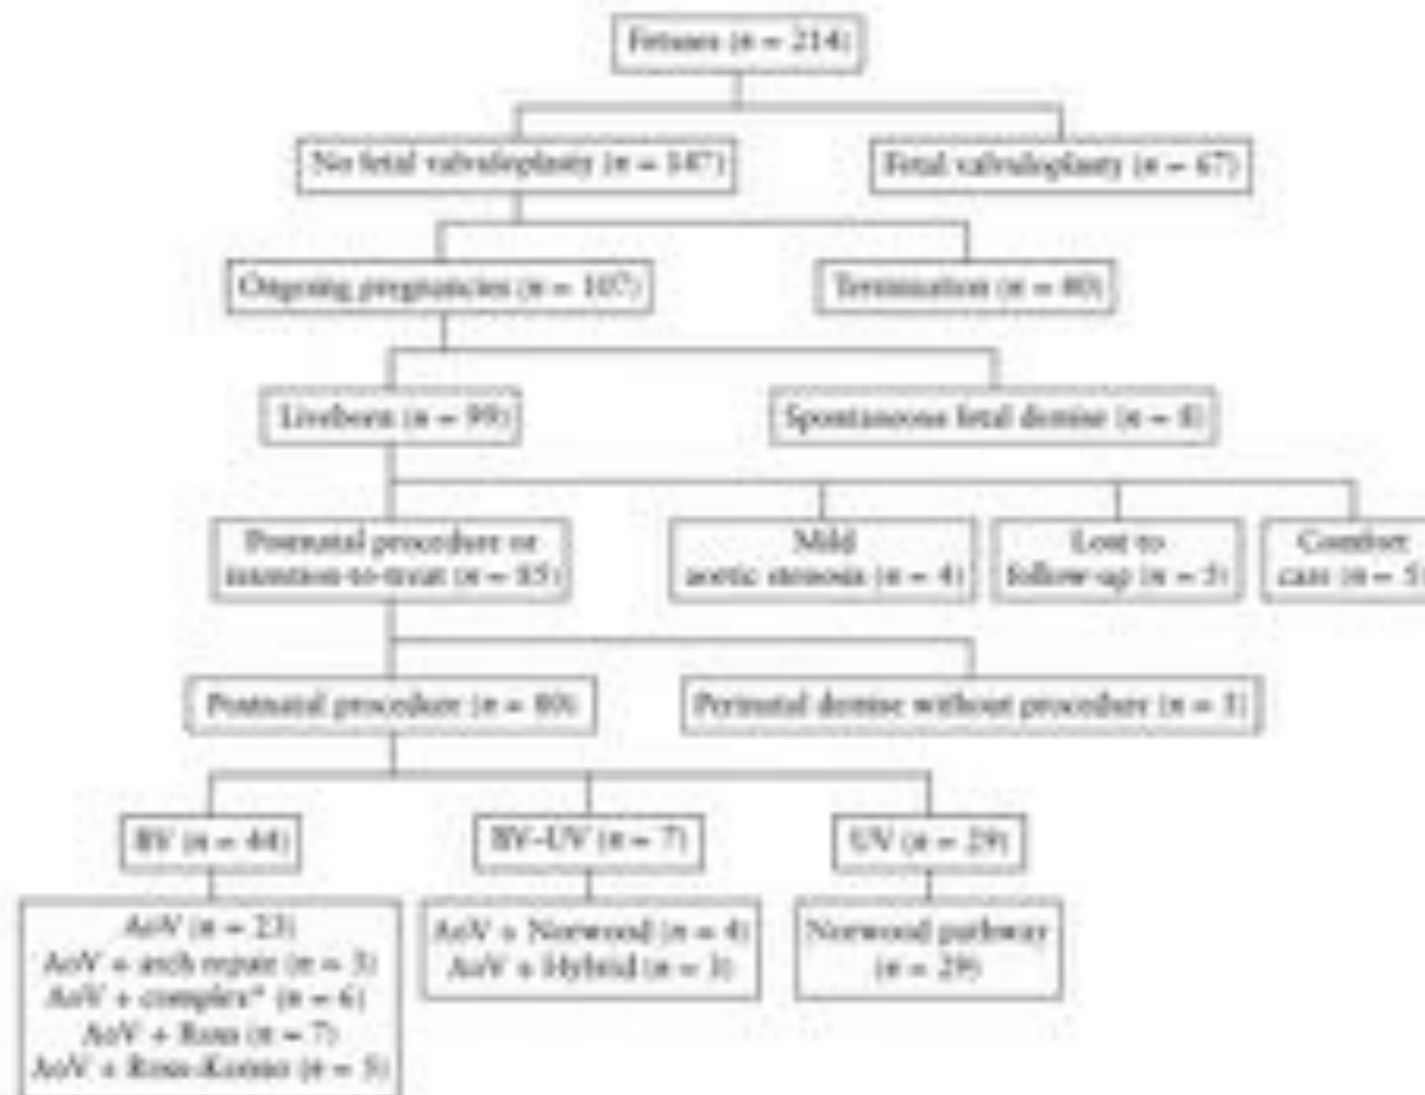 Fetuses (n = 214)
No fetal valvuloplasty (n = 147)
Fetal valvuloplasty (n = 67)
Ongoing pregnancies (n = 107)
Termination (n = 40)
Liveborn (n = 99)
Spontaneous fetal demise (n = 8)
Postnatal procedure or
intention-to-treat (n = 85)
Mild
aortic stenosis (n = 4)
Lost to
follow-up (n = 5)
Comfort
care (n = 5)
Postnatal procedure (n = 80)
Perinatal demise without procedure (n = 5)
BV (n = 44)
BV–UV (n = 7)
UV (n = 29)
AoV (n = 23)
AoV + arch repair (n = 3)
AoV + complex* (n = 6)
AoV + Ross (n = 7)
AoV + Ross-Konno (n = 5)
AoV + Norwood (n = 4)
AoV + Hybrid (n = 3)
Norwood pathway
(n = 29)